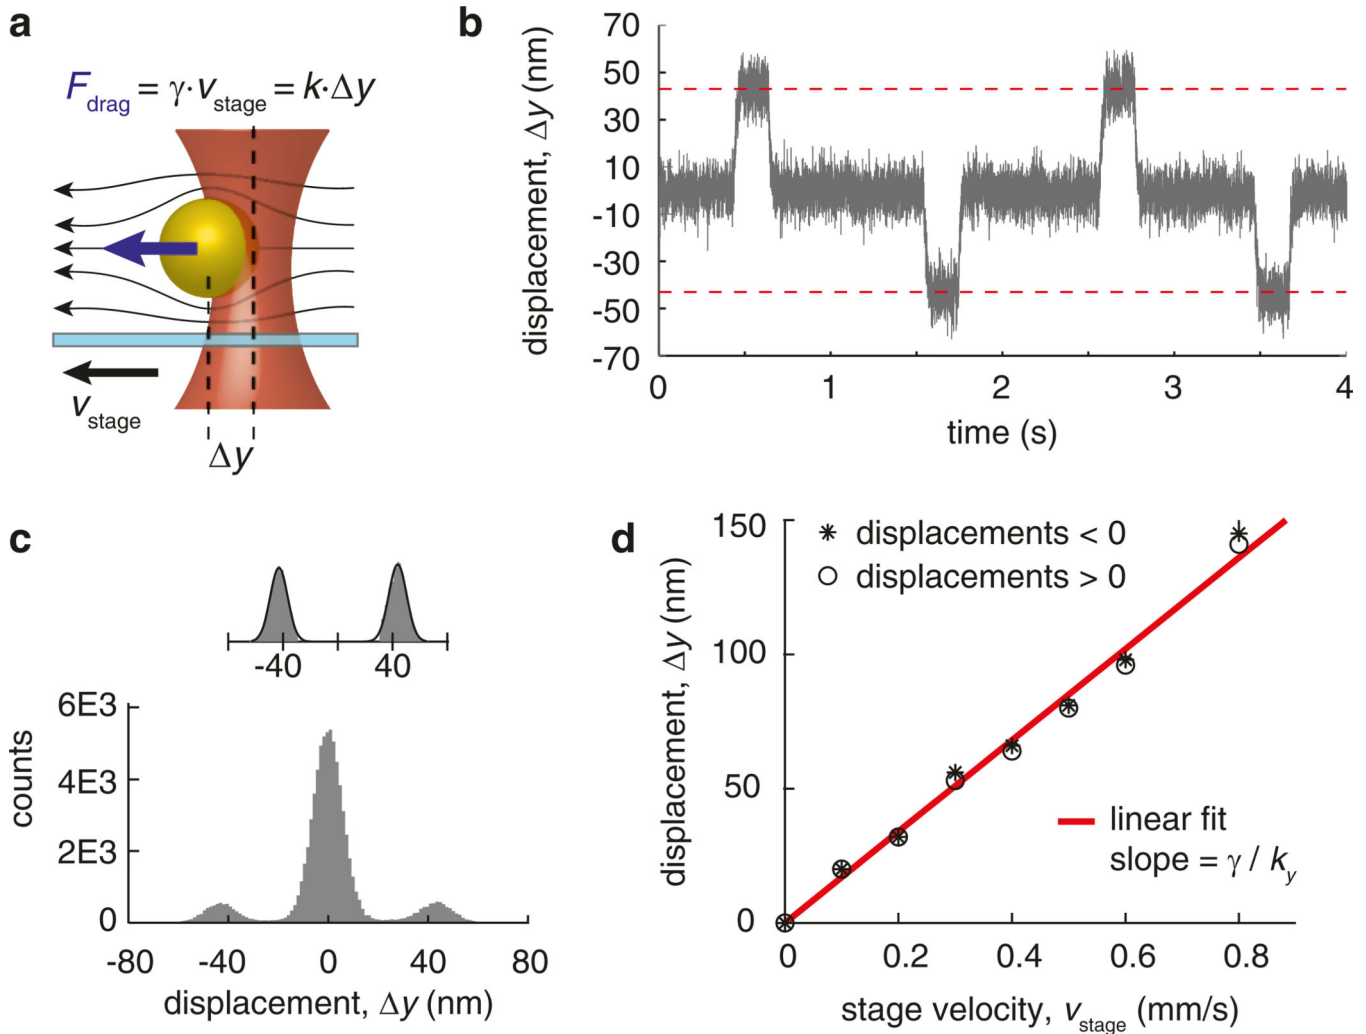 a
F_drag = γ·v_stage = k·Δy
v_stage
Δy
b
displacement, Δy (nm)
70
50
30
10
-10
-30
-50
-70
0 1 2 3 4
time (s)
c
-40 40
counts
6E3
4E3
2E3
0
-80 -40 0 40 80
displacement, Δy (nm)
d
displacements < 0
displacements > 0
displacement, Δy (nm)
150
100
50
0
linear fit
slope = γ / k_y
0 0.2 0.4 0.6 0.8
stage velocity, v_stage (mm/s)